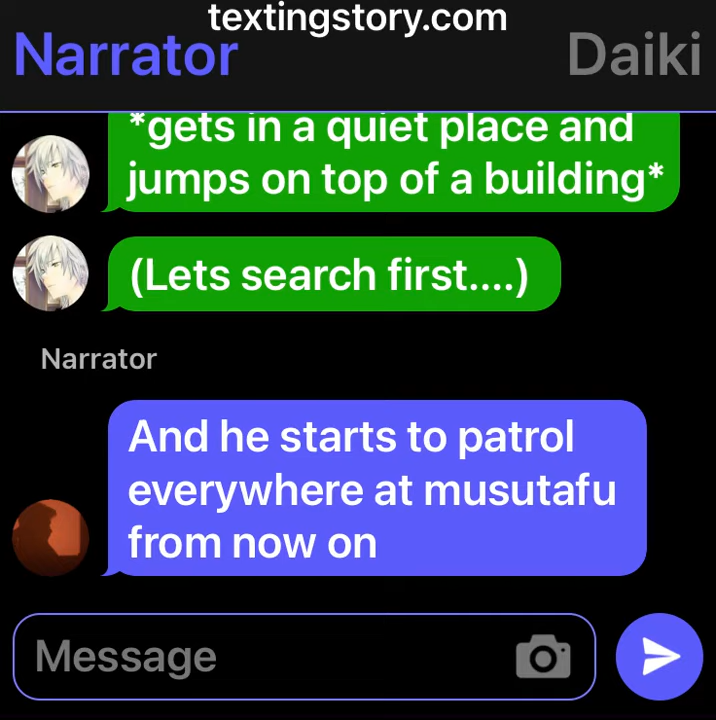 textingstory.com
Narrator
Daiki
*gets in a quiet place and
jumps on top of a building*
(Lets search first....)
Narrator
And he starts to patrol
everywhere at musutafu
from now on
Message